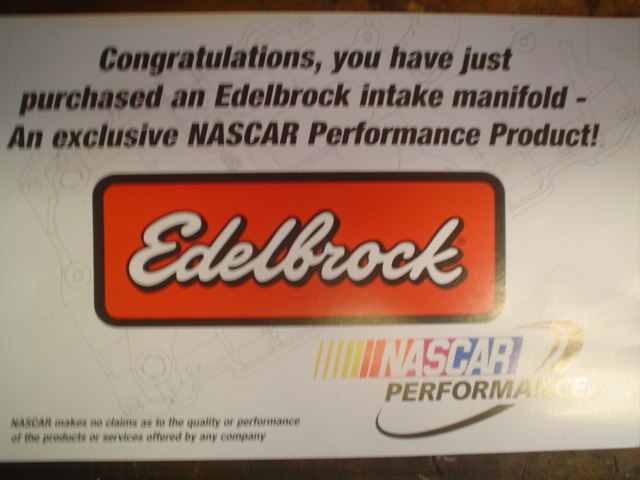 Congratulations, you have just
purchased an Edelbrock intake manifold -
An exclusive NASCAR Performance Product!
Edelbrock®
NASCAR
PERFORMANCE
NASCAR makes no claims as to the quality or performance
of the products or services offered by any company